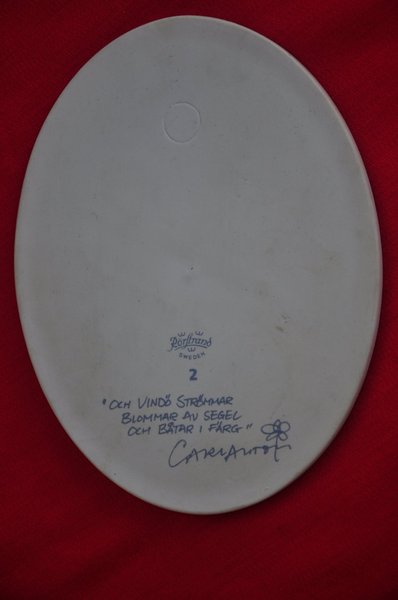 Rörstrand
SWEDEN
2
"OCH VINDÖ STRÖMMAR
BLOMMAR AV SEGEL
OCH BÅTAR I FÄRG"